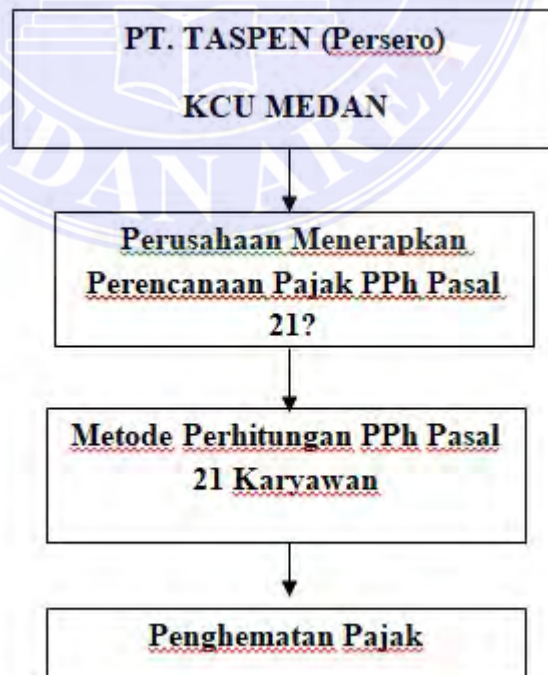 PT. TASPEN (Persero)
KCU MEDAN
Perusahaan Menerapkan
Perencanaan Pajak PPh Pasal
21?
Metode Perhitungan PPh Pasal
21 Karyawan
Penghematan Pajak